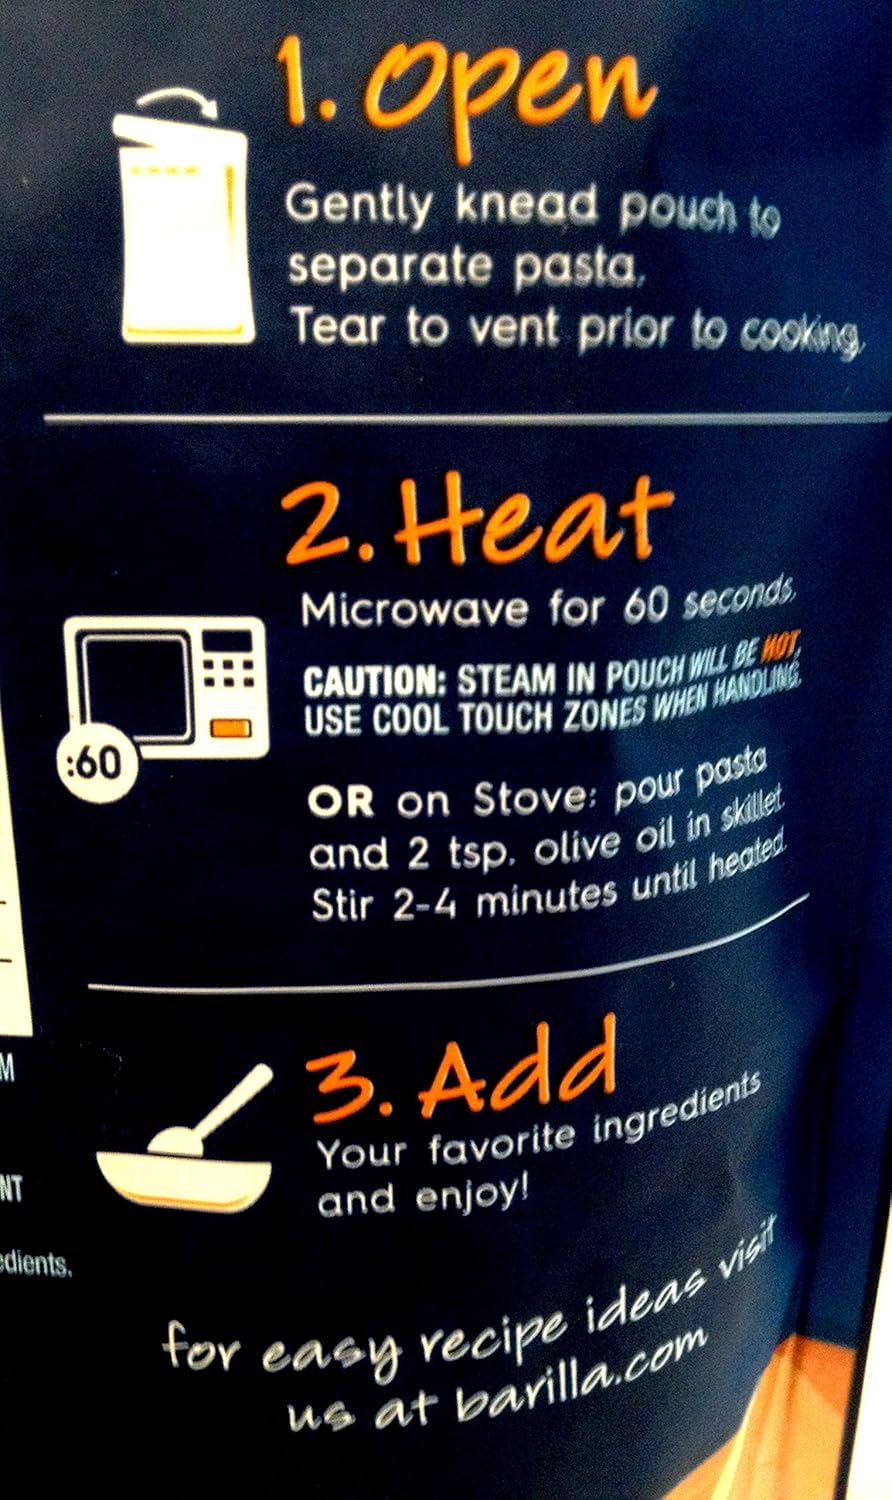 1. Open
Gently knead pouch to
separate pasta.
Tear to vent prior to cooking.
2. Heat
Microwave for 60 seconds.
CAUTION: STEAM IN POUCH WILL BE HOT.
USE COOL TOUCH ZONES WHEN HANDLING.
:60
OR on Stove: pour pasta
and 2 tsp. olive oil in skillet.
Stir 2-4 minutes until heated.
3. Add
Your favorite ingredients
and enjoy!
for easy recipe ideas visit
us at barilla.com
M
NT
edients.